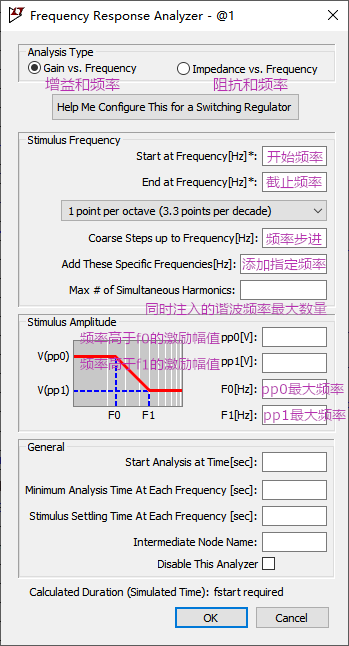 Frequency Response Analyzer - @1
Analysis Type
Gain vs. Frequency
Impedance vs. Frequency
增益和频率
阻抗和频率
Help Me Configure This for a Switching Regulator
Stimulus Frequency
Start at Frequency[Hz]*:
开始频率
End at Frequency[Hz]*:
截止频率
1 point per octave (3.3 points per decade)
Coarse Steps up to Frequency[Hz]:
频率步进
Add These Specific Frequencies[Hz]:
添加指定频率
Max # of Simultaneous Harmonics:
同时注入的谐波频率最大数量
Stimulus Amplitude
频率高于f0的激励幅值
pp0[V]:
V(pp0)
频率高于f1的激励幅值
pp1[V]:
V(pp1)
F0[Hz]:
pp0最大频率
F0
F1
F1[Hz]:
pp1最大频率
General
Start Analysis at Time[sec]:
Minimum Analysis Time At Each Frequency [sec]:
Stimulus Settling Time At Each Frequency [sec]:
Intermediate Node Name:
Disable This Analyzer
Calculated Duration (Simulated Time): fstart required
OK
Cancel